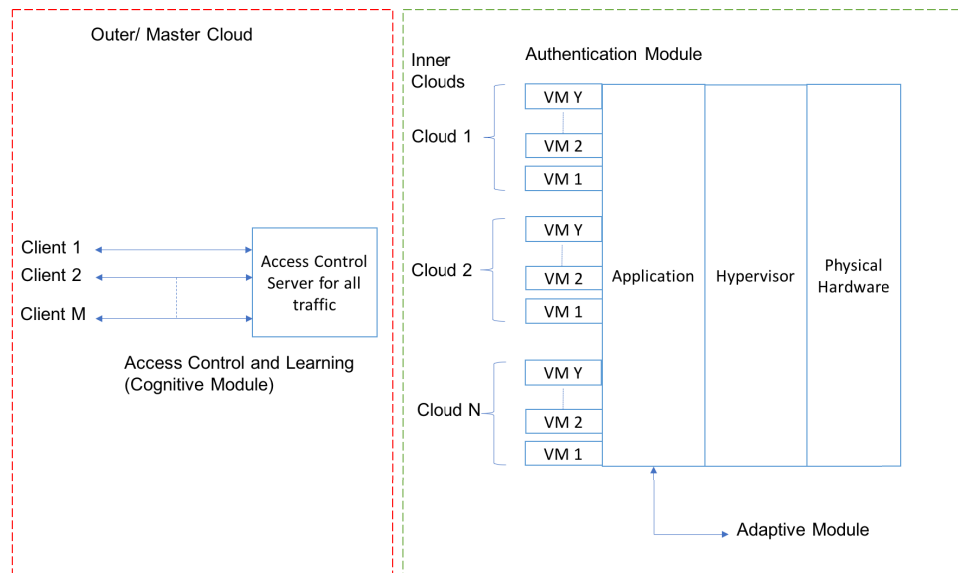 Outer/ Master Cloud
Client 1
Client 2
Client M
Access Control
Server for all
traffic
Access Control and Learning
(Cognitive Module)
Inner
Clouds
Authentication Module
Cloud 1
VM Y
VM 2
VM 1
Cloud 2
VM Y
VM 2
VM 1
Cloud N
VM Y
VM 2
VM 1
Application
Hypervisor
Physical
Hardware
Adaptive Module